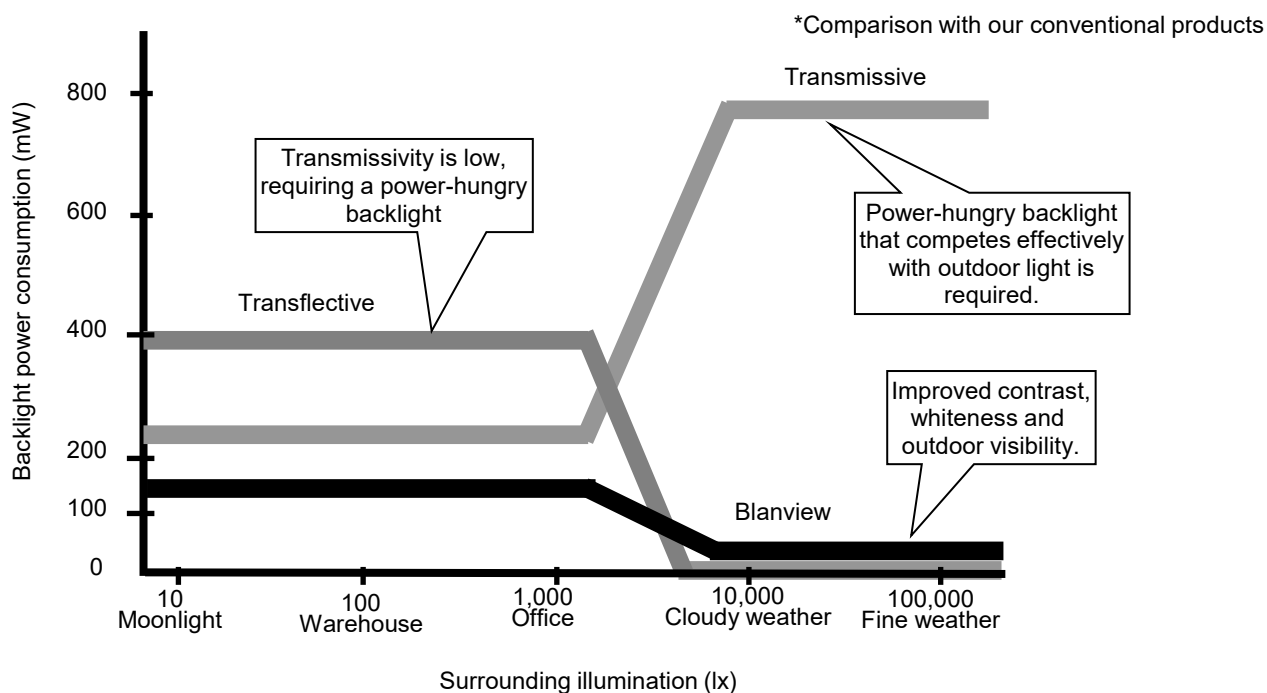 *Comparison with our conventional products
Transmissive
800
Transmissivity is low,
requiring a power-hungry
backlight
Power-hungry backlight
that competes effectively
with outdoor light is
required.
600
Backlight power consumption (mW)
Transflective
400
Improved contrast,
whiteness and
outdoor visibility.
200
100
Blanview
0
10
100
1,000
10,000
100,000
Moonlight
Warehouse
Office
Cloudy weather
Fine weather
Surrounding illumination (lx)